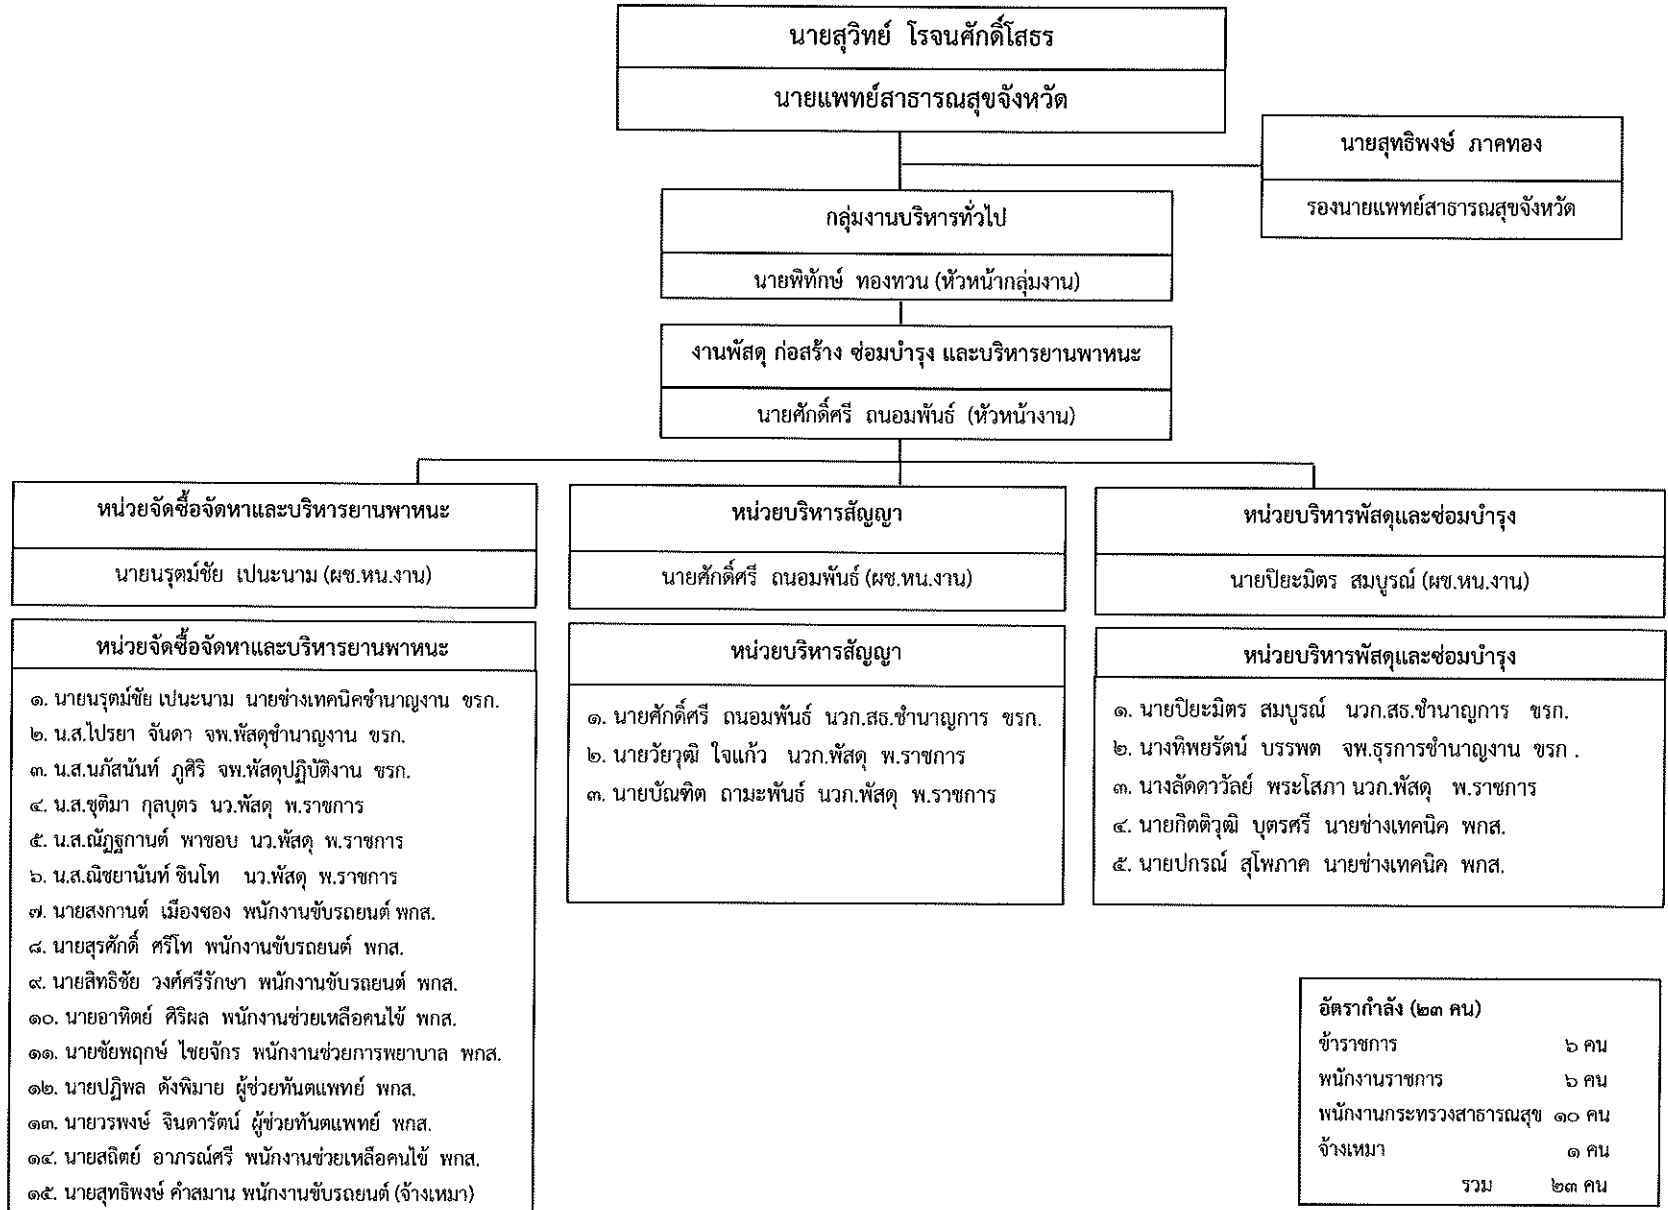 นายสุวิทย์ โรจนศักดิ์โสธร
นายแพทย์สาธารณสุขจังหวัด
นายสุทธิพงษ์ ภาคทอง
รองนายแพทย์สาธารณสุขจังหวัด
กลุ่มงานบริหารทั่วไป
นายพิทักษ์ ทองทวน (หัวหน้ากลุ่มงาน)
งานพัสดุ ก่อสร้าง ซ่อมบำรุง และบริหารยานพาหนะ
นายศักดิ์ศรี ถนอมพันธ์ (หัวหน้างาน)
หน่วยจัดซื้อจัดหาและบริหารยานพาหนะ
นายนรุตม์ชัย เปนะนาม (ผช.หน.งาน)
หน่วยบริหารสัญญา
นายศักดิ์ศรี ถนอมพันธ์ (ผช.หน.งาน)
หน่วยบริหารพัสดุและซ่อมบำรุง
นายปิยะมิตร สมบูรณ์ (ผช.หน.งาน)
หน่วยจัดซื้อจัดหาและบริหารยานพาหนะ
๑. นายนรุตม์ชัย เปนะนาม นายช่างเทคนิคชำนาญงาน ขรก.
๒. น.ส.ไปรยา จันดา จพ.พัสดุชำนาญงาน ขรก.
๓. น.ส.นภัสนันท์ ภูศิริ จพ.พัสดุปฏิบัติงาน ขรก.
๔. น.ส.ชุติมา กุลบุตร นว.พัสดุ พ.ราชการ
๕. น.ส.ณัฏฐกานต์ พาชอบ นว.พัสดุ พ.ราชการ
๖. น.ส.ณิชยานันท์ ชินโท นว.พัสดุ พ.ราชการ
๗. นายสงกานต์ เมืองซอง พนักงานขับรถยนต์ พกส.
๘. นายสุรศักดิ์ ศรีโท พนักงานขับรถยนต์ พกส.
๙. นายสิทธิชัย วงศ์ศรีรักษา พนักงานขับรถยนต์ พกส.
๑๐. นายอาทิตย์ ศิริผล พนักงานช่วยเหลือคนไข้ พกส.
๑๑. นายชัยพฤกษ์ ไชยจักร พนักงานช่วยการพยาบาล พกส.
๑๒. นายปฏิพล ดังพิมาย ผู้ช่วยทันตแพทย์ พกส.
๑๓. นายวรพงษ์ จินดารัตน์ ผู้ช่วยทันตแพทย์ พกส.
๑๔. นายสถิตย์ อาภรณ์ศรี พนักงานช่วยเหลือคนไข้ พกส.
๑๕. นายสุทธิพงษ์ คำสมาน พนักงานขับรถยนต์ (จ้างเหมา)
หน่วยบริหารสัญญา
๑. นายศักดิ์ศรี ถนอมพันธ์ นวก.สธ.ชำนาญการ ขรก.
๒. นายวัยวุฒิ ใจแก้ว นวก.พัสดุ พ.ราชการ
๓. นายบัณฑิต ถามะพันธ์ นวก.พัสดุ พ.ราชการ
หน่วยบริหารพัสดุและซ่อมบำรุง
๑. นายปิยะมิตร สมบูรณ์ นวก.สธ.ชำนาญการ ขรก.
๒. นางทิพยรัตน์ บรรพต จพ.ธุรการชำนาญงาน ขรก .
๓. นางลัดดาวัลย์ พระโสภา นวก.พัสดุ พ.ราชการ
๔. นายกิตติวุฒิ บุตรศรี นายช่างเทคนิค พกส.
๕. นายปกรณ์ สุโพภาค นายช่างเทคนิค พกส.
อัตรากำลัง (๒๓ คน)
ข้าราชการ ๖ คน
พนักงานราชการ ๖ คน
พนักงานกระทรวงสาธารณสุข ๑๐ คน
จ้างเหมา ๑ คน
รวม ๒๓ คน